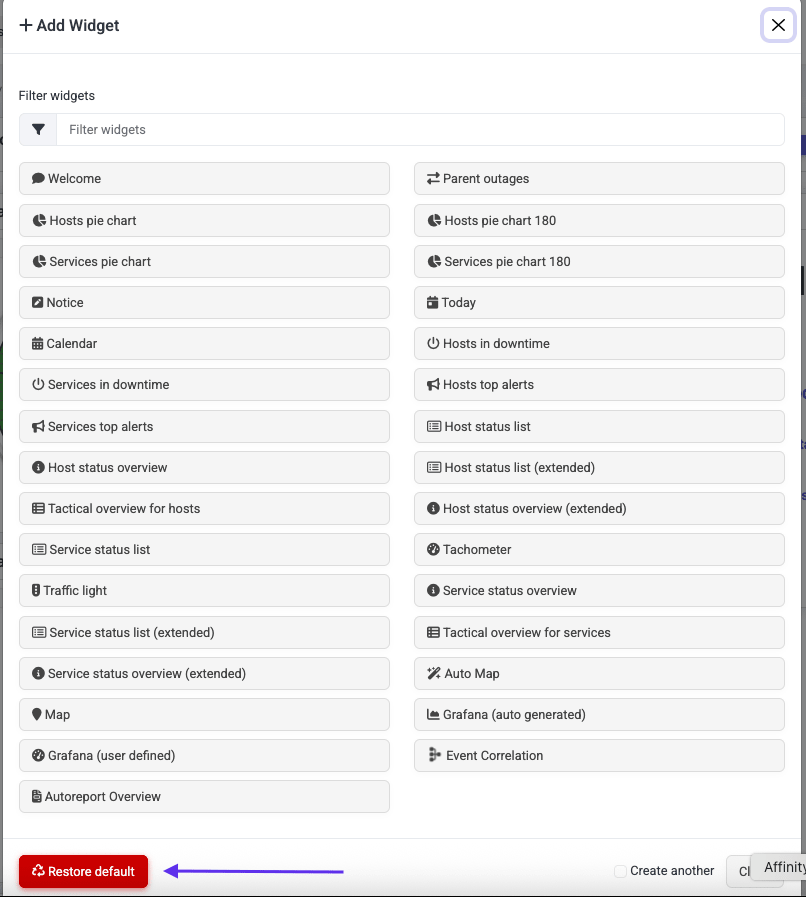 Add Widget
Filter widgets
Filter widgets
Welcome
Parent outages
Hosts pie chart
Hosts pie chart 180
Services pie chart
Services pie chart 180
Notice
Today
Calendar
Hosts in downtime
Services in downtime
Hosts top alerts
Services top alerts
Host status list
Host status overview
Host status list (extended)
Tactical overview for hosts
Host status overview (extended)
Service status list
Tachometer
Traffic light
Service status overview
Service status list (extended)
Tactical overview for services
Service status overview (extended)
Auto Map
Map
Grafana (auto generated)
Grafana (user defined)
Event Correlation
Autoreport Overview
Restore default
Create another
Affinity